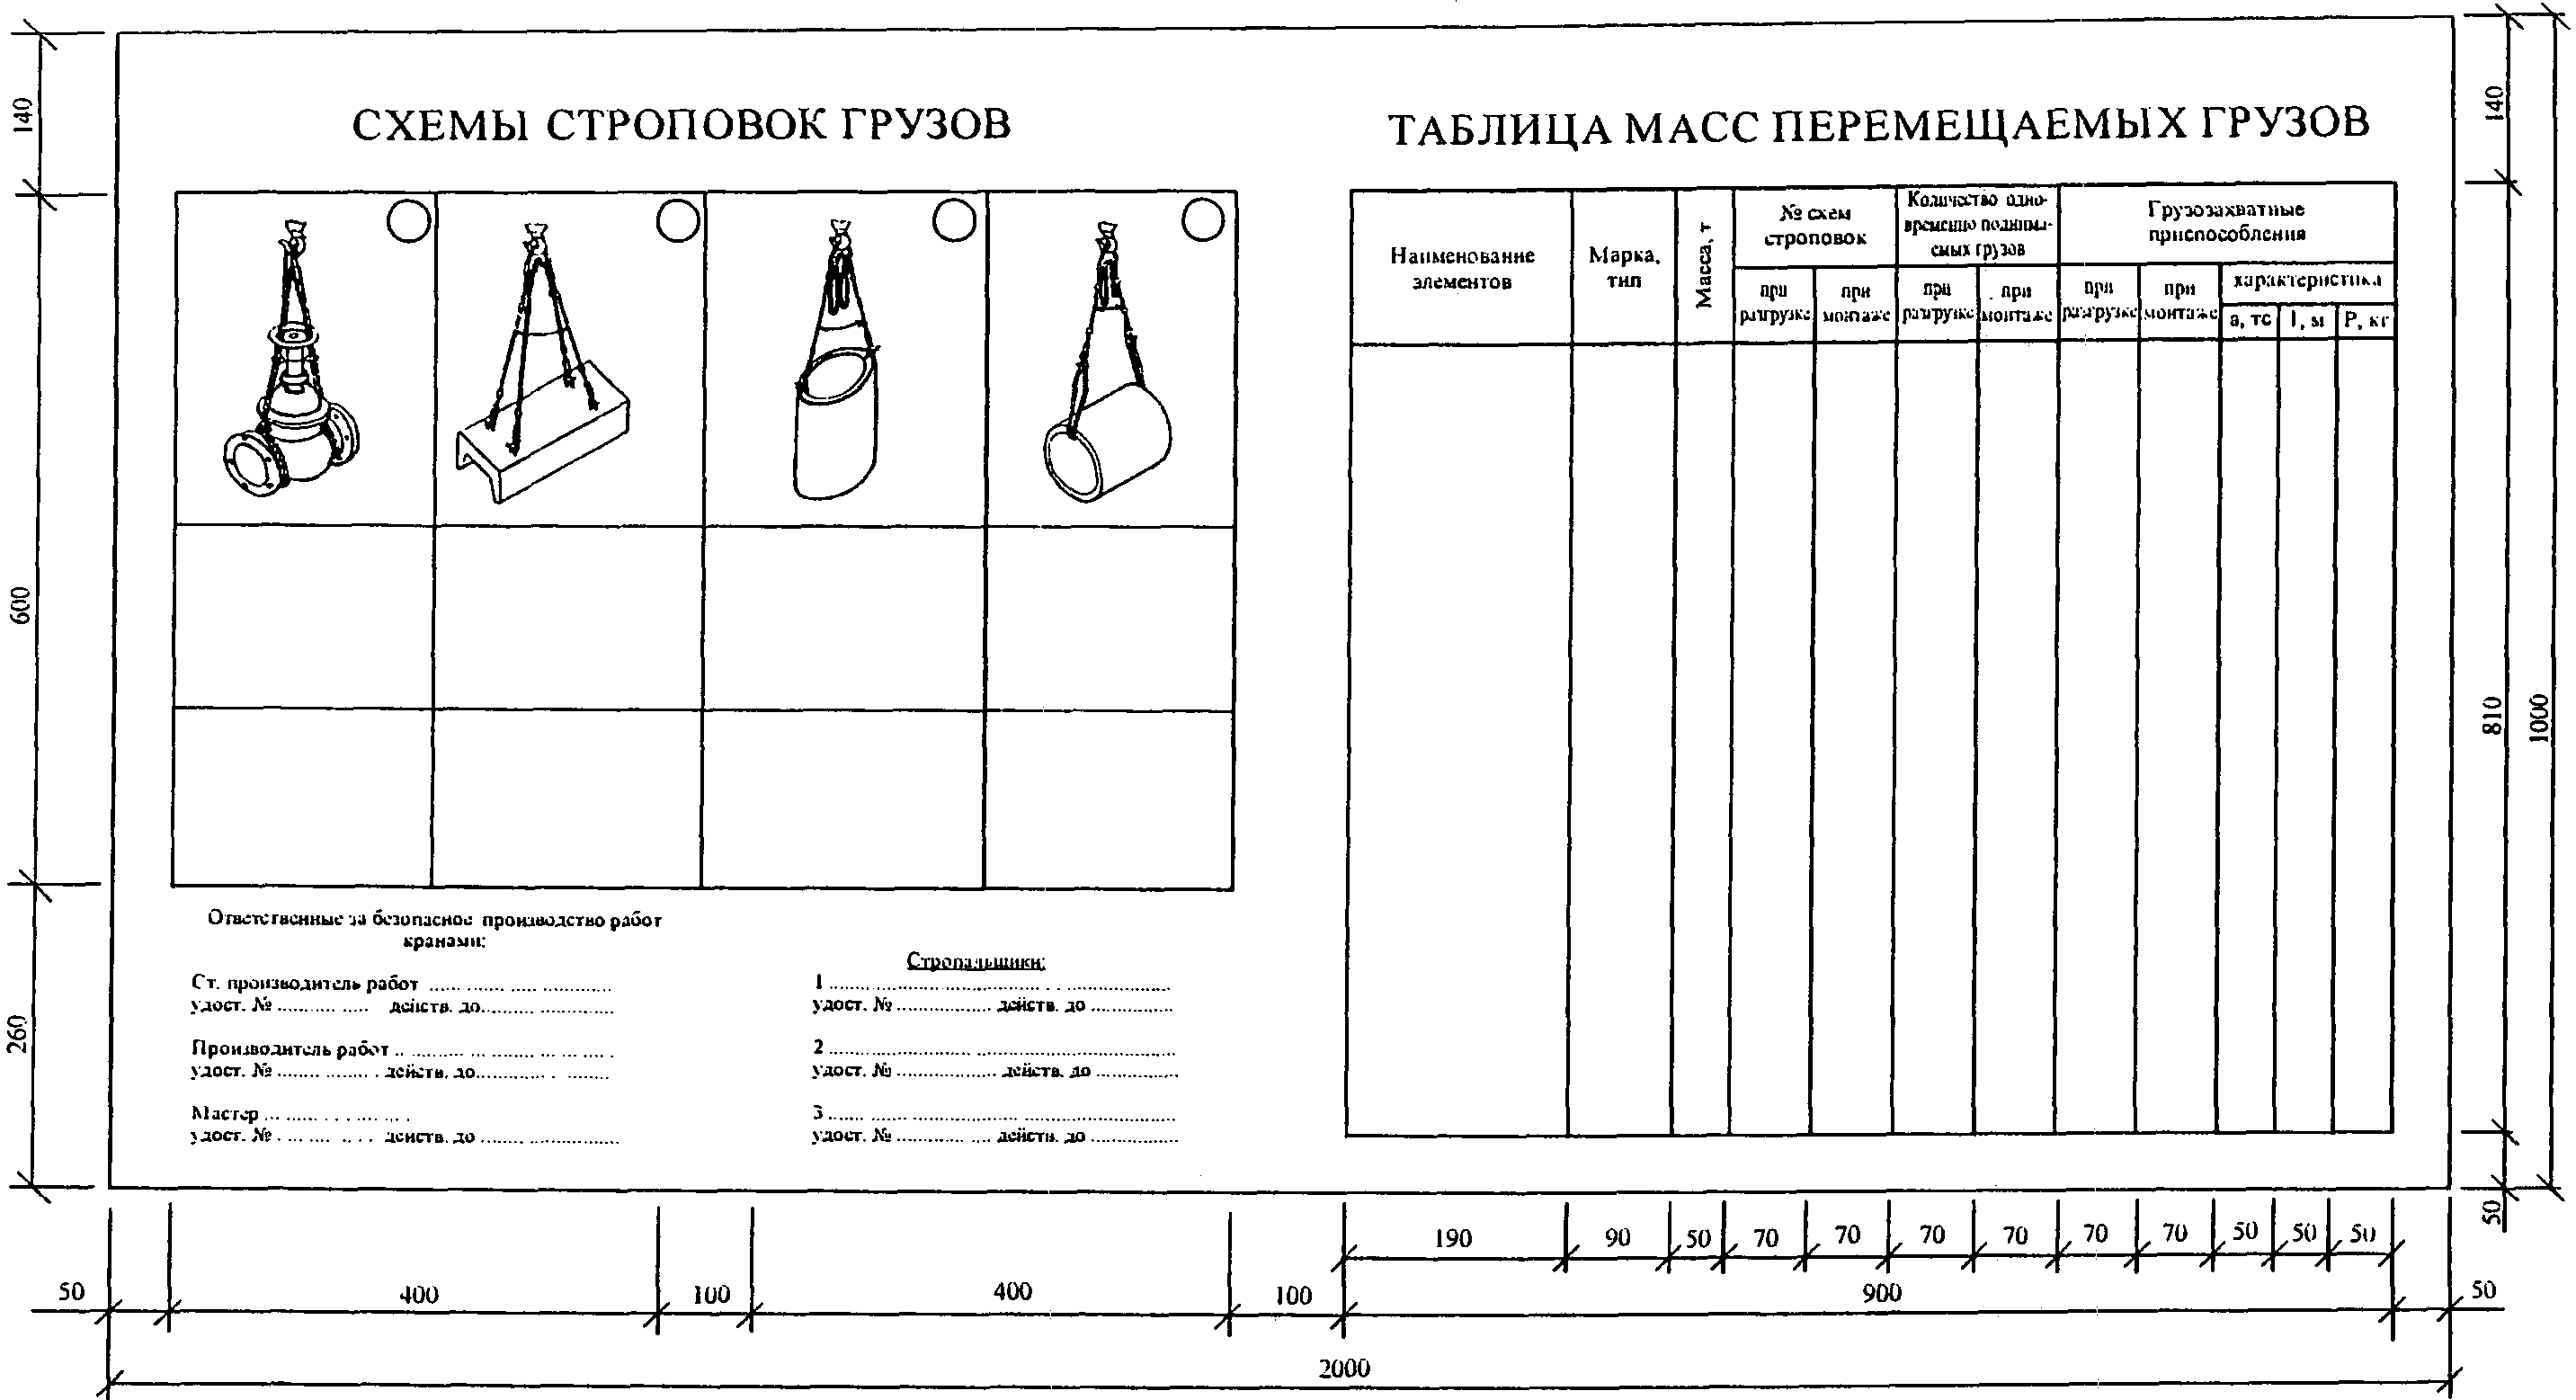 СХЕМЫ СТРОПОВОК ГРУЗОВ
Ответственные за безопасное производство работ
кранами:
Ст. производитель работ
удост. № действ. до
Производитель работ
удост. № действ. до
Мастер
удост. № действ. до
Стропальщики:
1
удост. № действ. до
2
удост. № действ. до
3
удост. № действ. до
ТАБЛИЦА МАСС ПЕРЕМЕЩАЕМЫХ ГРУЗОВ
Наименование
элементов
Марка,
тип
Масса, т
№ схем
строповок
при
разгрузке
при
монтаже
Количество одно-
временно поднима-
емых грузов
при
разгрузке
при
монтаже
Грузозахватные
приспособления
при
разгрузке
при
монтаже
характеристика
а, тс
l, м
Р, кг
140
600
260
140
810
50
1000
190 90 50 70 70 70 70 70 70 50 50 50
50 400 100 400 100 900 50
2000